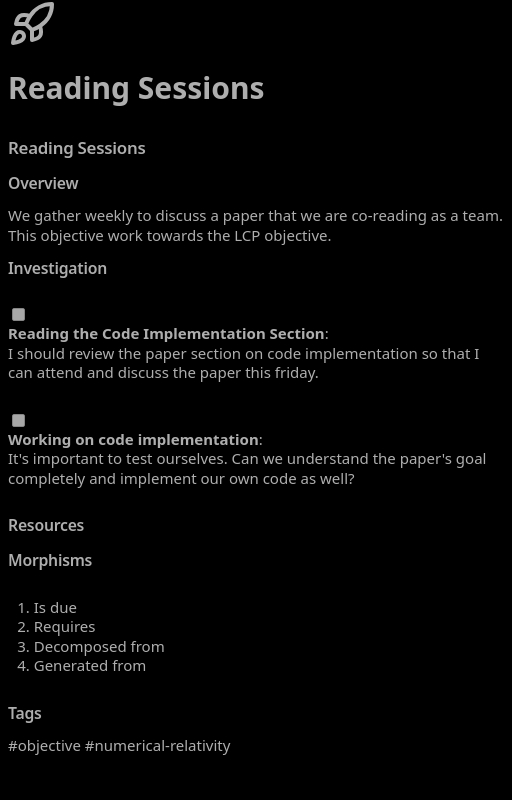 Reading Sessions
Reading Sessions
Overview
We gather weekly to discuss a paper that we are co-reading as a team.
This objective work towards the LCP objective.
Investigation
Reading the Code Implementation Section:
I should review the paper section on code implementation so that I
can attend and discuss the paper this friday.
Working on code implementation:
It's important to test ourselves. Can we understand the paper's goal
completely and implement our own code as well?
Resources
Morphisms
1. Is due
2. Requires
3. Decomposed from
4. Generated from
Tags
#objective #numerical-relativity